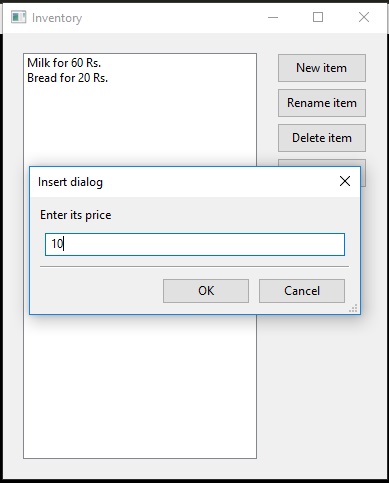 Inventory
Milk for 60 Rs.
Bread for 20 Rs.
New item
Rename item
Delete item
Insert dialog
Enter its price
10
OK
Cancel